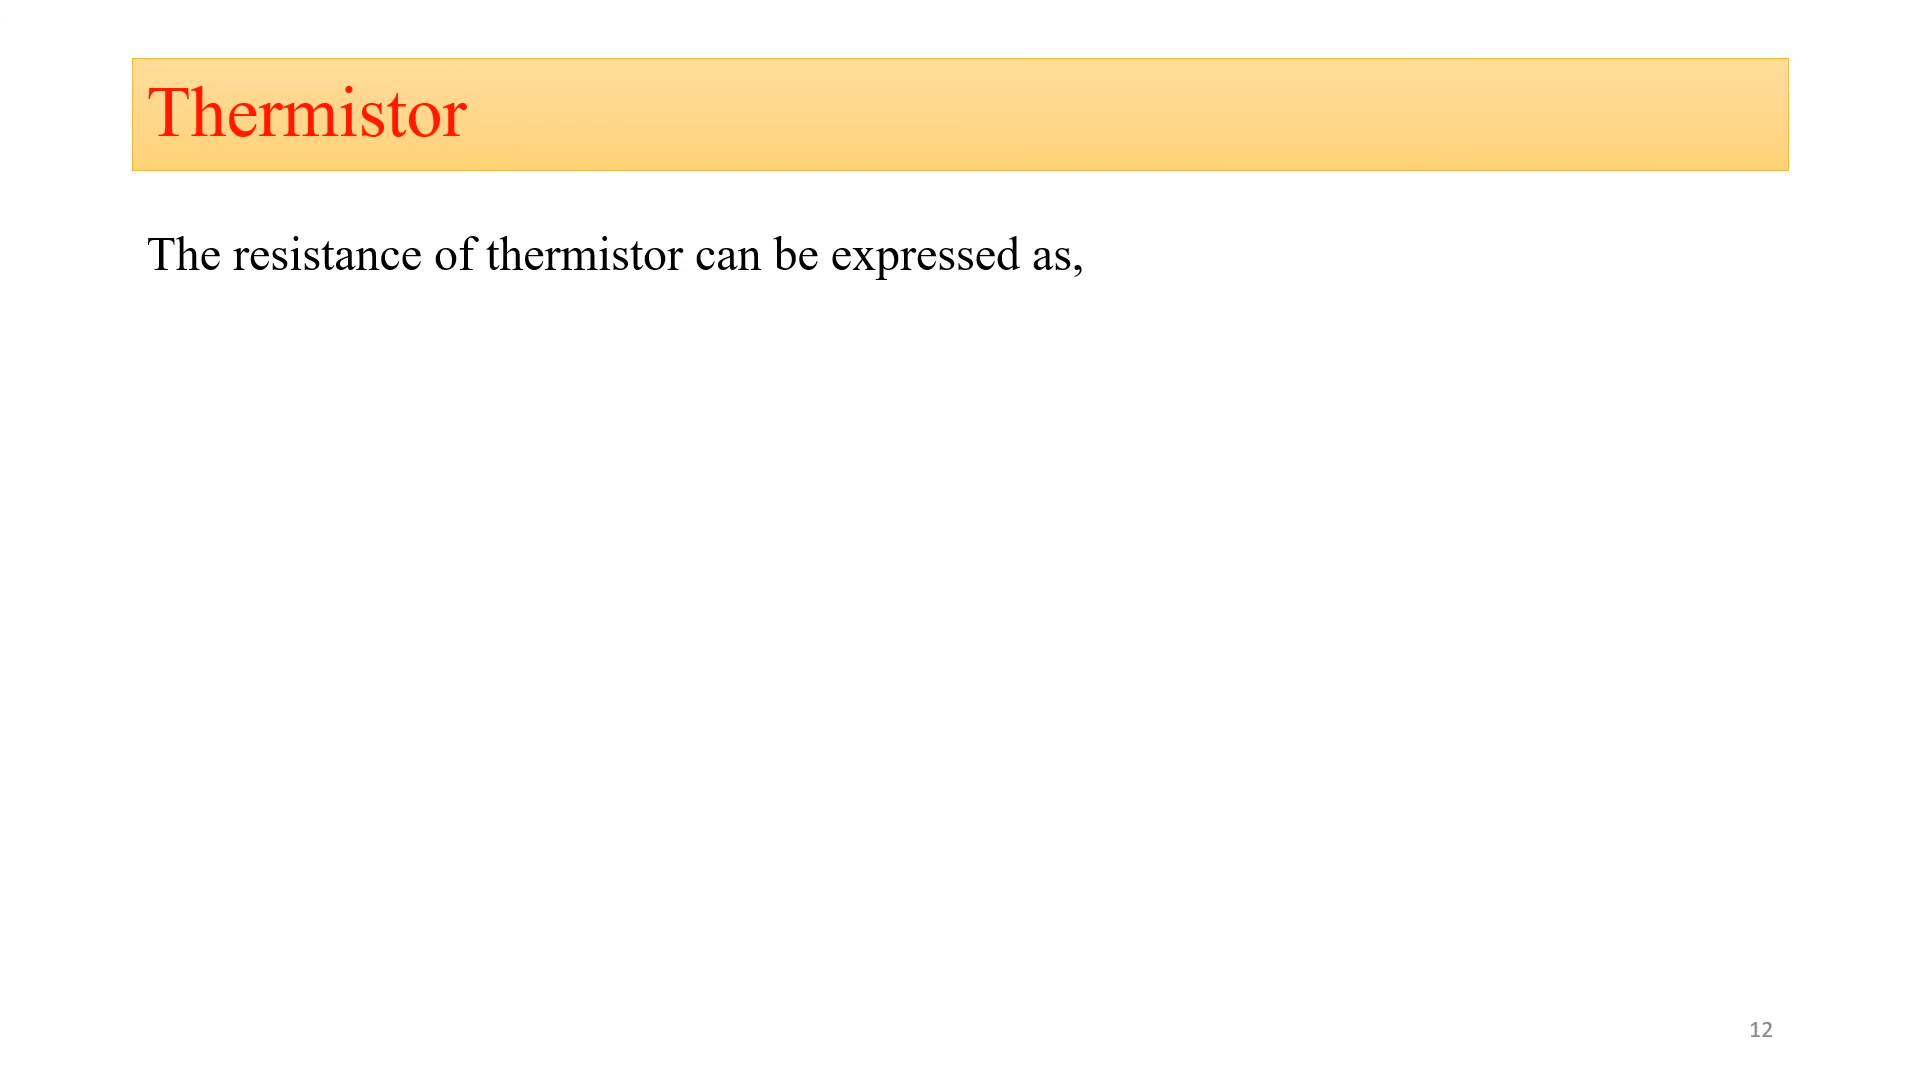 Thermistor
The resistance of thermistor can be expressed as,
12